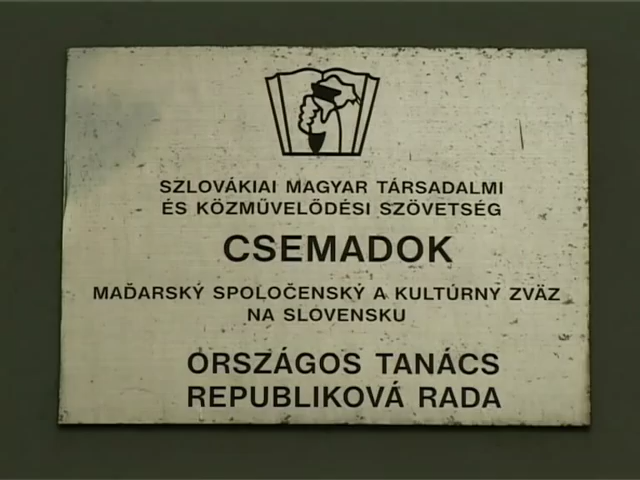 SZLOVÁKIAI MAGYAR TÁRSADALMI
ÉS KÖZMŰVELŐDÉSI SZÖVETSÉG
CSEMADOK
MAĎARSKÝ SPOLOČENSKÝ A KULTÚRNY ZVÄZ
NA SLOVENSKU
ORSZÁGOS TANÁCS
REPUBLIKOVÁ RADA